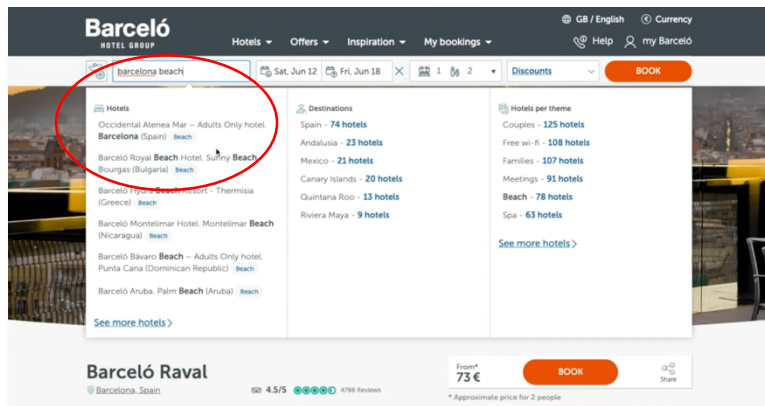 Barceló
HOTEL GROUP
GB / English
Currency
Hotels
Offers
Inspiration
My bookings
Help
my Barceló
barcelona beach
Sat, Jun 12
Fri, Jun 18
1
2
Discounts
BOOK
Hotels
Occidental Atenea Mar – Adults Only hotel.
Barcelona (Spain) Beach
Barceló Royal Beach Hotel. Sunny Beach -
Bourgas (Bulgaria) Beach
Barceló Hydra Beach Resort - Thermisia
(Greece) Beach
Barceló Montelimar Hotel. Montelimar Beach
(Nicaragua) Beach
Barceló Bávaro Beach – Adults Only hotel.
Punta Cana (Dominican Republic) Beach
Barceló Aruba. Palm Beach (Aruba) Beach
See more hotels >
Destinations
Spain - 74 hotels
Andalusia - 23 hotels
Mexico - 21 hotels
Canary Islands - 20 hotels
Quintana Roo - 13 hotels
Riviera Maya - 9 hotels
Hotels per theme
Couples - 125 hotels
Free wi-fi - 108 hotels
Families - 107 hotels
Meetings - 91 hotels
Beach - 78 hotels
Spa - 63 hotels
See more hotels >
Barceló Raval
Barcelona, Spain
4.5/5
4786 Reviews
From*
73 €
BOOK
Share
* Approximate price for 2 people